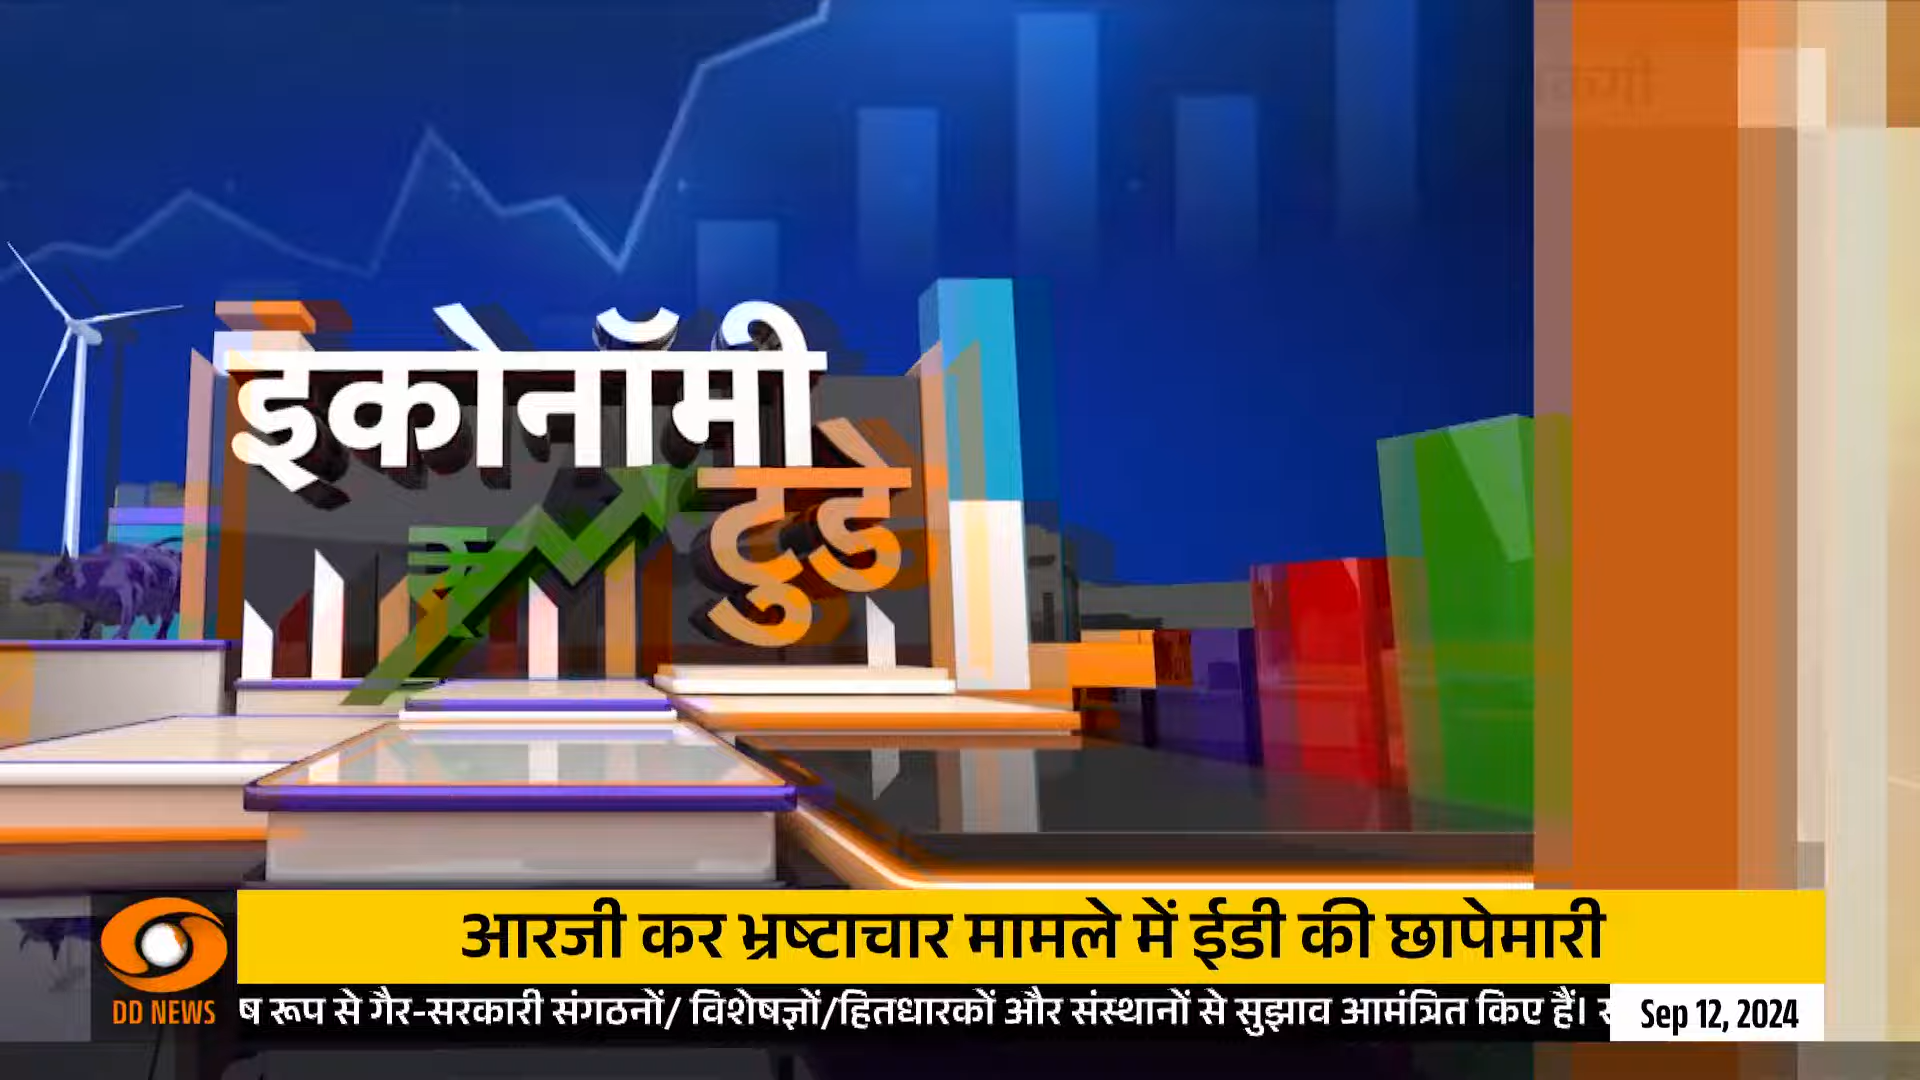 इकोनॉमी
टुडे
आरजी कर भ्रष्टाचार मामले में ईडी की छापेमारी
DD NEWS
ष रूप से गैर-सरकारी संगठनों/ विशेषज्ञों/हितधारकों और संस्थानों से सुझाव आमंत्रित किए हैं।
Sep 12, 2024